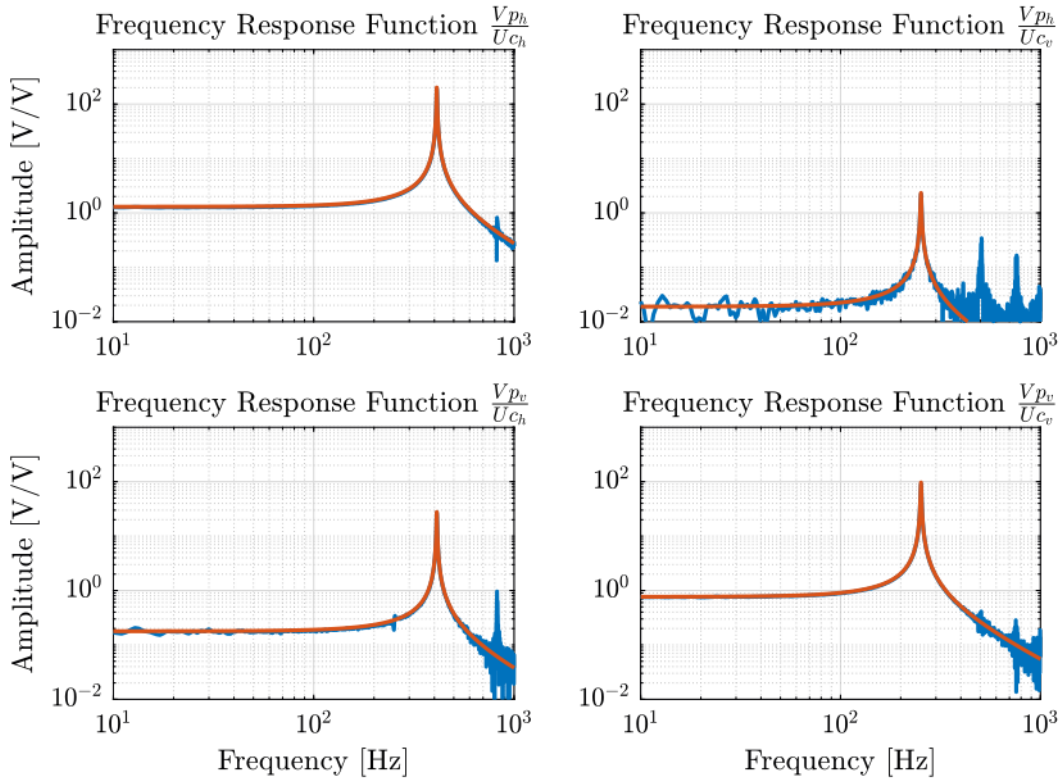 Frequency Response Function Vp_h/Uc_h
Frequency Response Function Vp_h/Uc_v
Amplitude [V/V]
10^2
10^0
10^-2
10^1 10^2 10^3
10^2
10^0
10^-2
10^1 10^2 10^3
Frequency Response Function Vp_v/Uc_h
Frequency Response Function Vp_v/Uc_v
Amplitude [V/V]
10^2
10^0
10^-2
10^1 10^2 10^3
10^2
10^0
10^-2
10^1 10^2 10^3
Frequency [Hz]
Frequency [Hz]